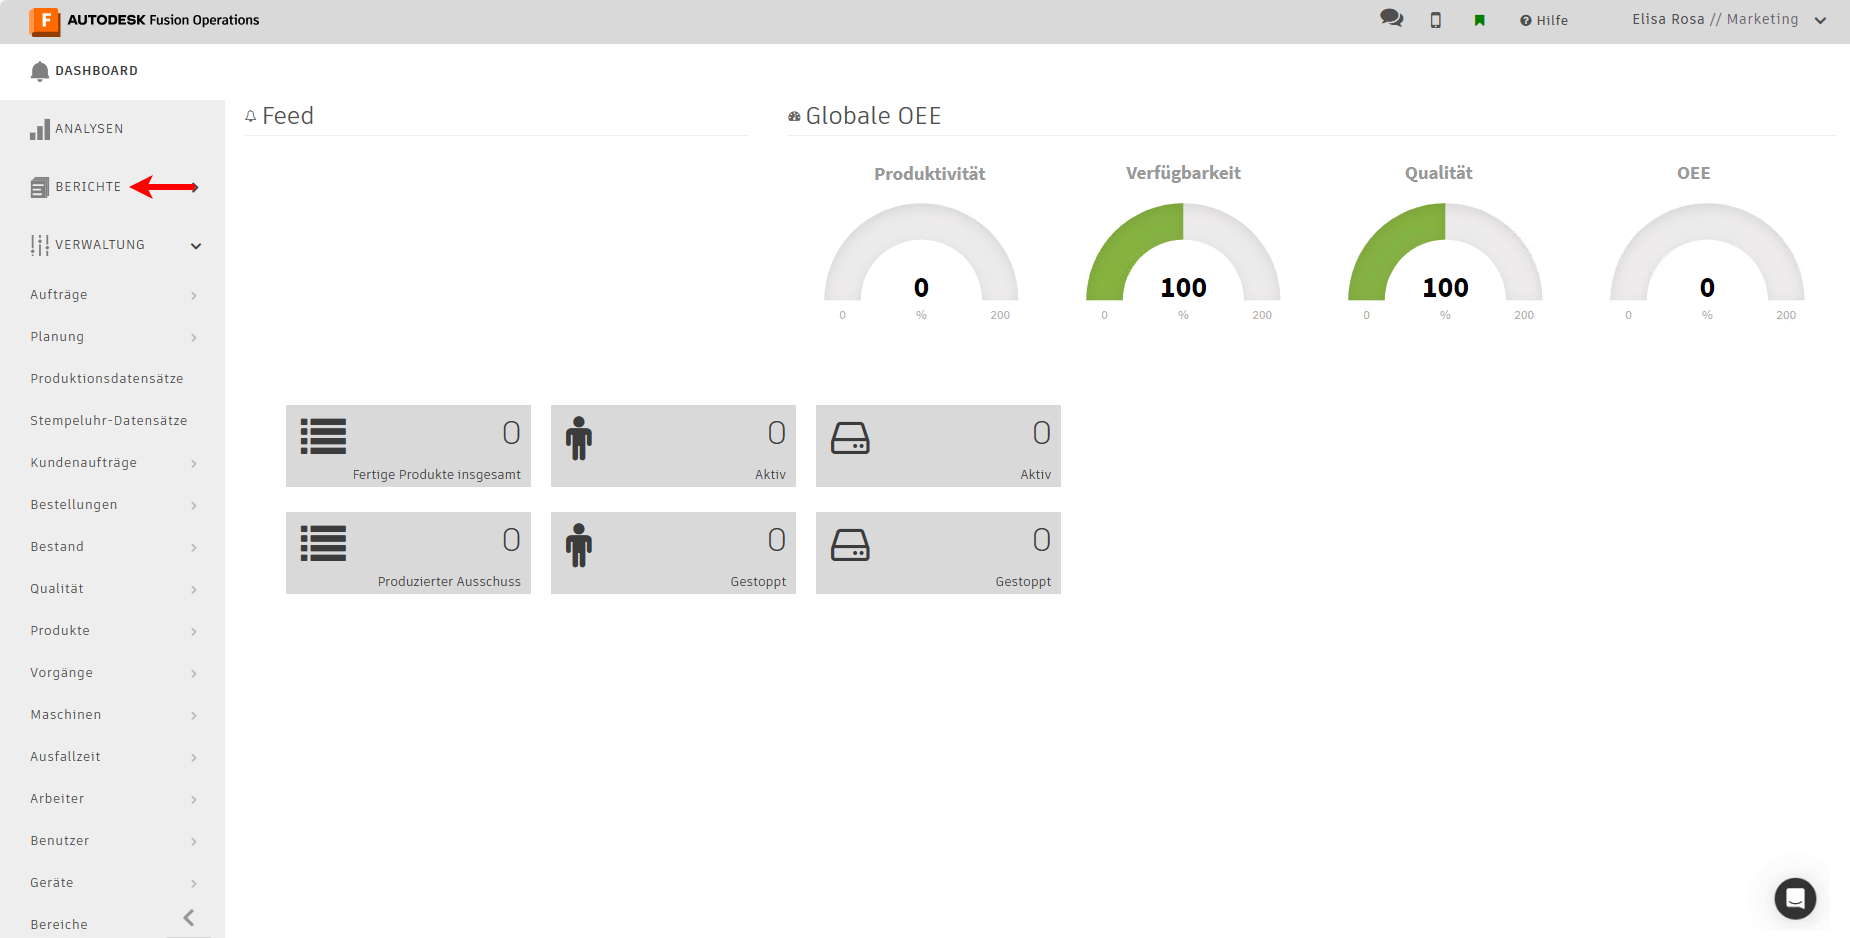 AUTODESK Fusion Operations
Hilfe
Elisa Rosa // Marketing
DASHBOARD
ANALYSEN
BERICHTE
VERWALTUNG
Aufträge
Planung
Produktionsdatensätze
Stempeluhr-Datensätze
Kundenaufträge
Bestellungen
Bestand
Qualität
Produkte
Vorgänge
Maschinen
Ausfallzeit
Arbeiter
Benutzer
Geräte
Bereiche
Feed
Globale OEE
Produktivität
0
0 % 200
Verfügbarkeit
100
0 % 200
Qualität
100
0 % 200
OEE
0
0 % 200
0
Fertige Produkte insgesamt
0
Aktiv
0
Aktiv
0
Produzierter Ausschuss
0
Gestoppt
0
Gestoppt